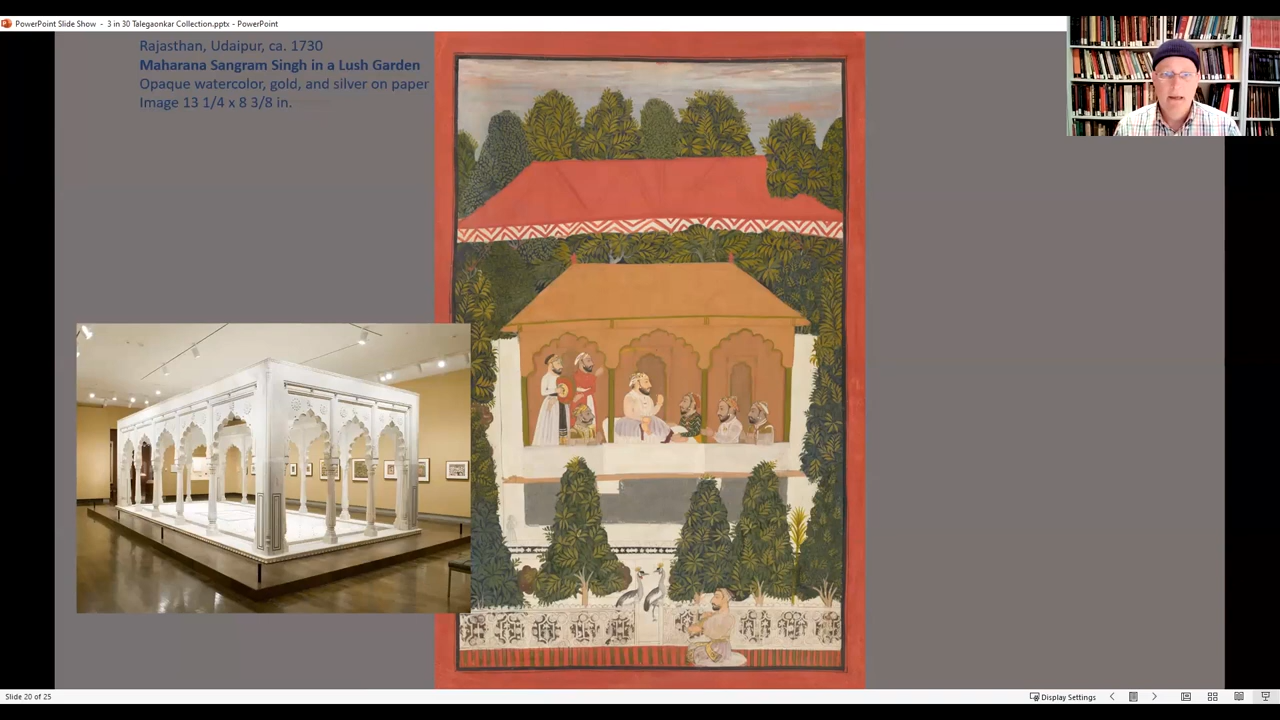 PowerPoint Slide Show - 3 in 30 Talegaonkar Collection.pptx - PowerPoint
Rajasthan, Udaipur, ca. 1730
Maharana Sangram Singh in a Lush Garden
Opaque watercolor, gold, and silver on paper
Image 13 1/4 x 8 3/8 in.
Slide 20 of 25
Display Settings